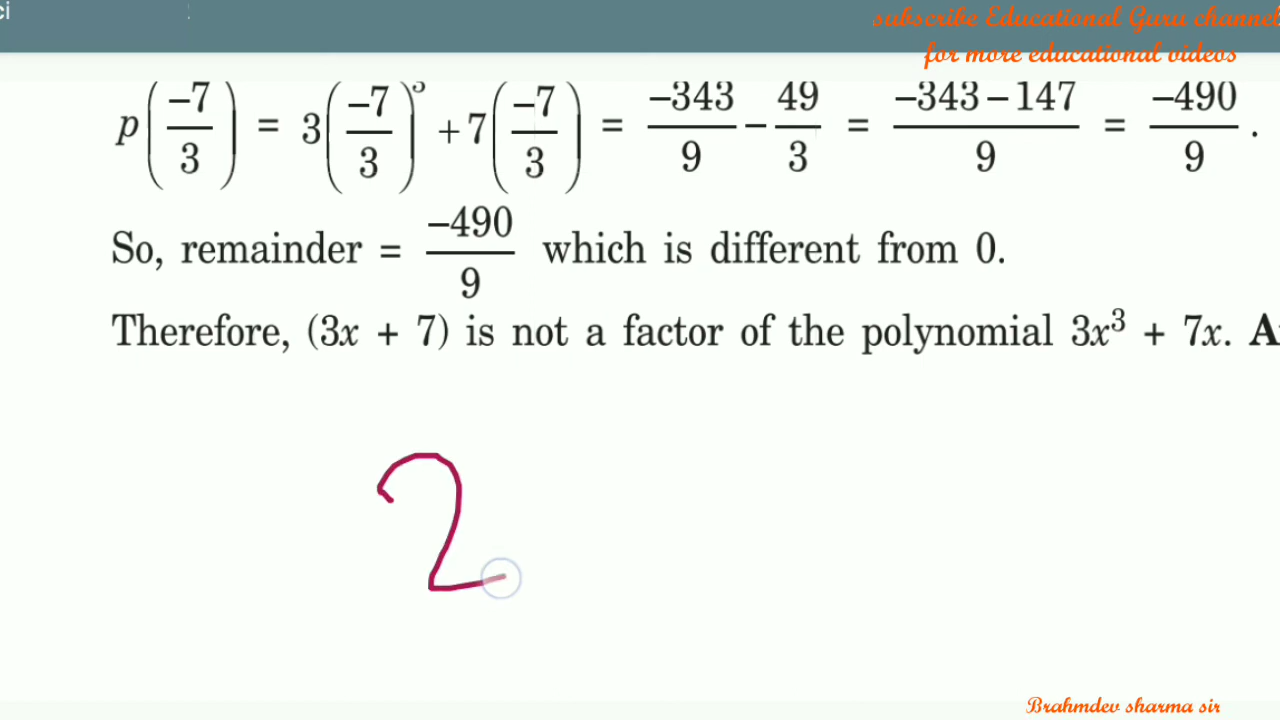 ci
subscribe Educational Guru channel
for more educational videos
p(−7/3) = 3(−7/3)³ + 7(−7/3) = −343/9 − 49/3 = −343 − 147/9 = −490/9 .
So, remainder = −490/9 which is different from 0.
Therefore, (3x + 7) is not a factor of the polynomial 3x³ + 7x.
2
Brahmdev sharma sir